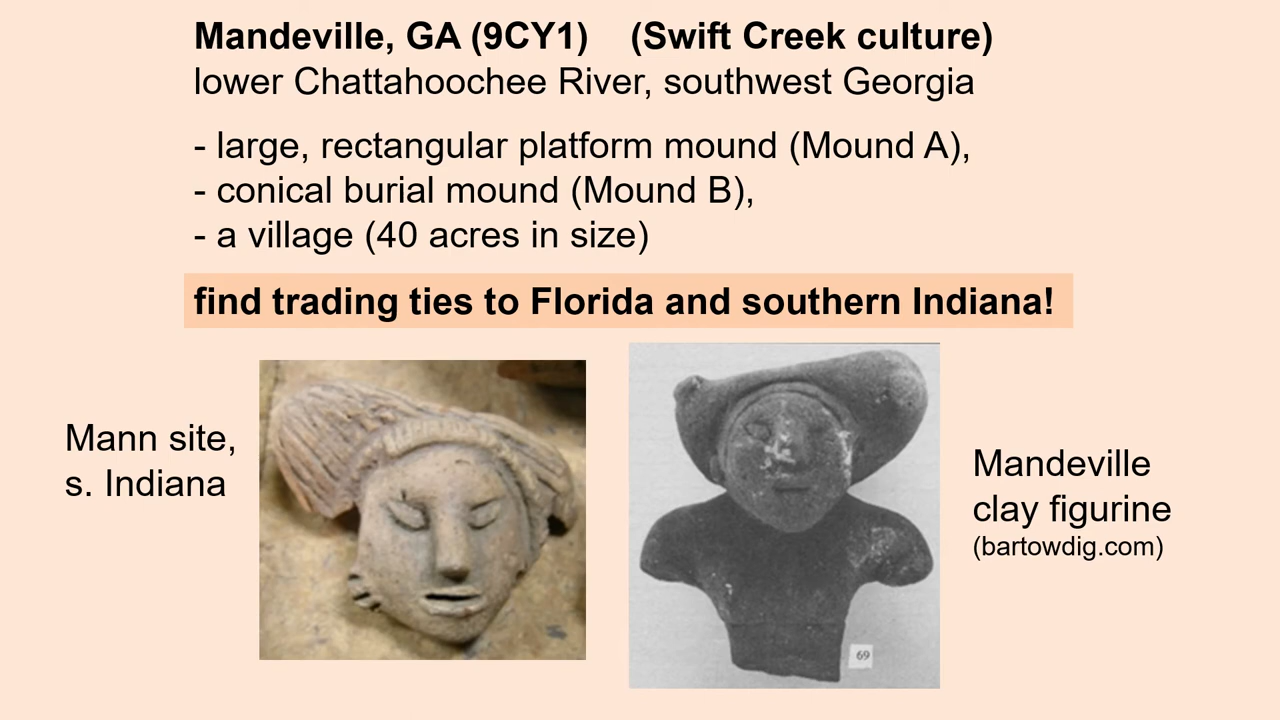 Mandeville, GA (9CY1) (Swift Creek culture)
lower Chattahoochee River, southwest Georgia
- large, rectangular platform mound (Mound A),
- conical burial mound (Mound B),
- a village (40 acres in size)
find trading ties to Florida and southern Indiana!
Mann site,
s. Indiana
Mandeville
clay figurine
(bartowdig.com)
69